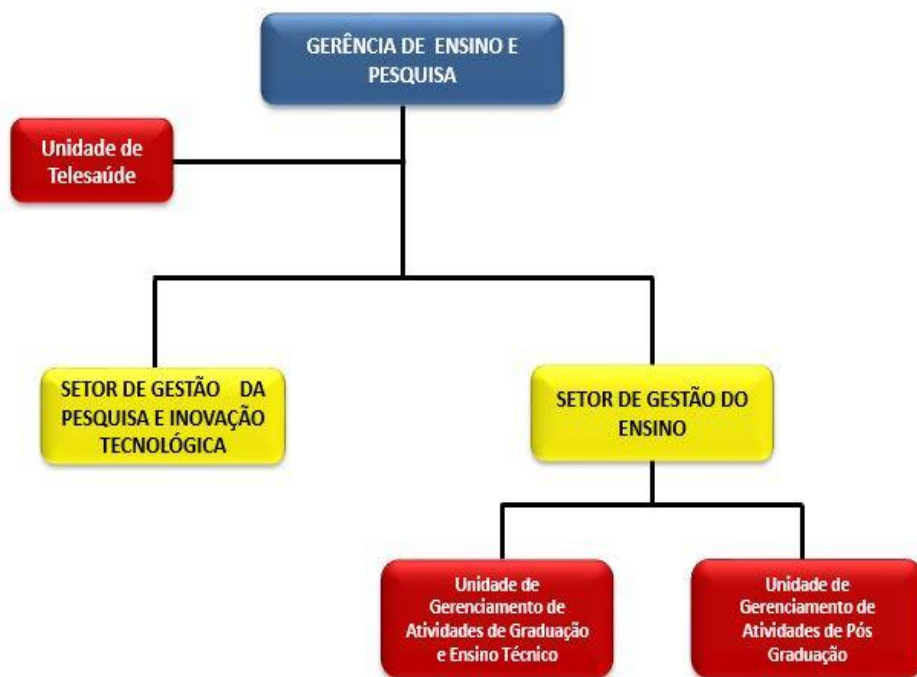 GERÊNCIA DE ENSINO E
PESQUISA
Unidade de
Telesaúde
SETOR DE GESTÃO DA
PESQUISA E INOVAÇÃO
TECNOLÓGICA
SETOR DE GESTÃO DO
ENSINO
Unidade de
Gerenciamento de
Atividades de Graduação
e Ensino Técnico
Unidade de
Gerenciamento de
Atividades de Pós
Graduação